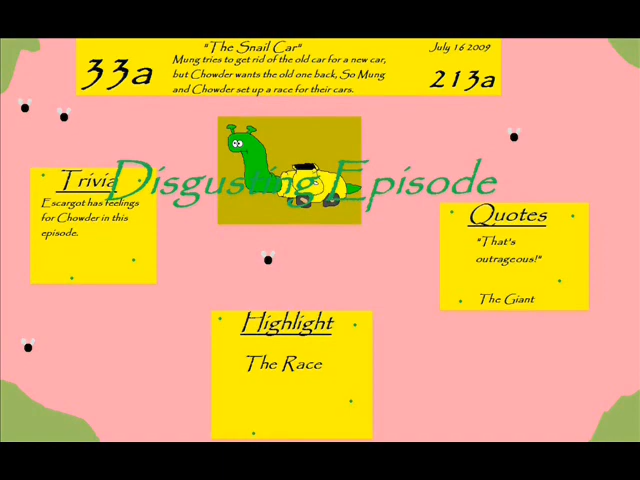 33a
"The Snail Car"
Mung tries to get rid of the old car for a new car,
but Chowder wants the old one back, So Mung
and Chowder set up a race for their cars.
July 16 2009
213a
Disgusting Episode
Trivia
Escargot has feelings
for Chowder in this
episode.
Quotes
"That's
outrageous!"
The Giant
Highlight
The Race